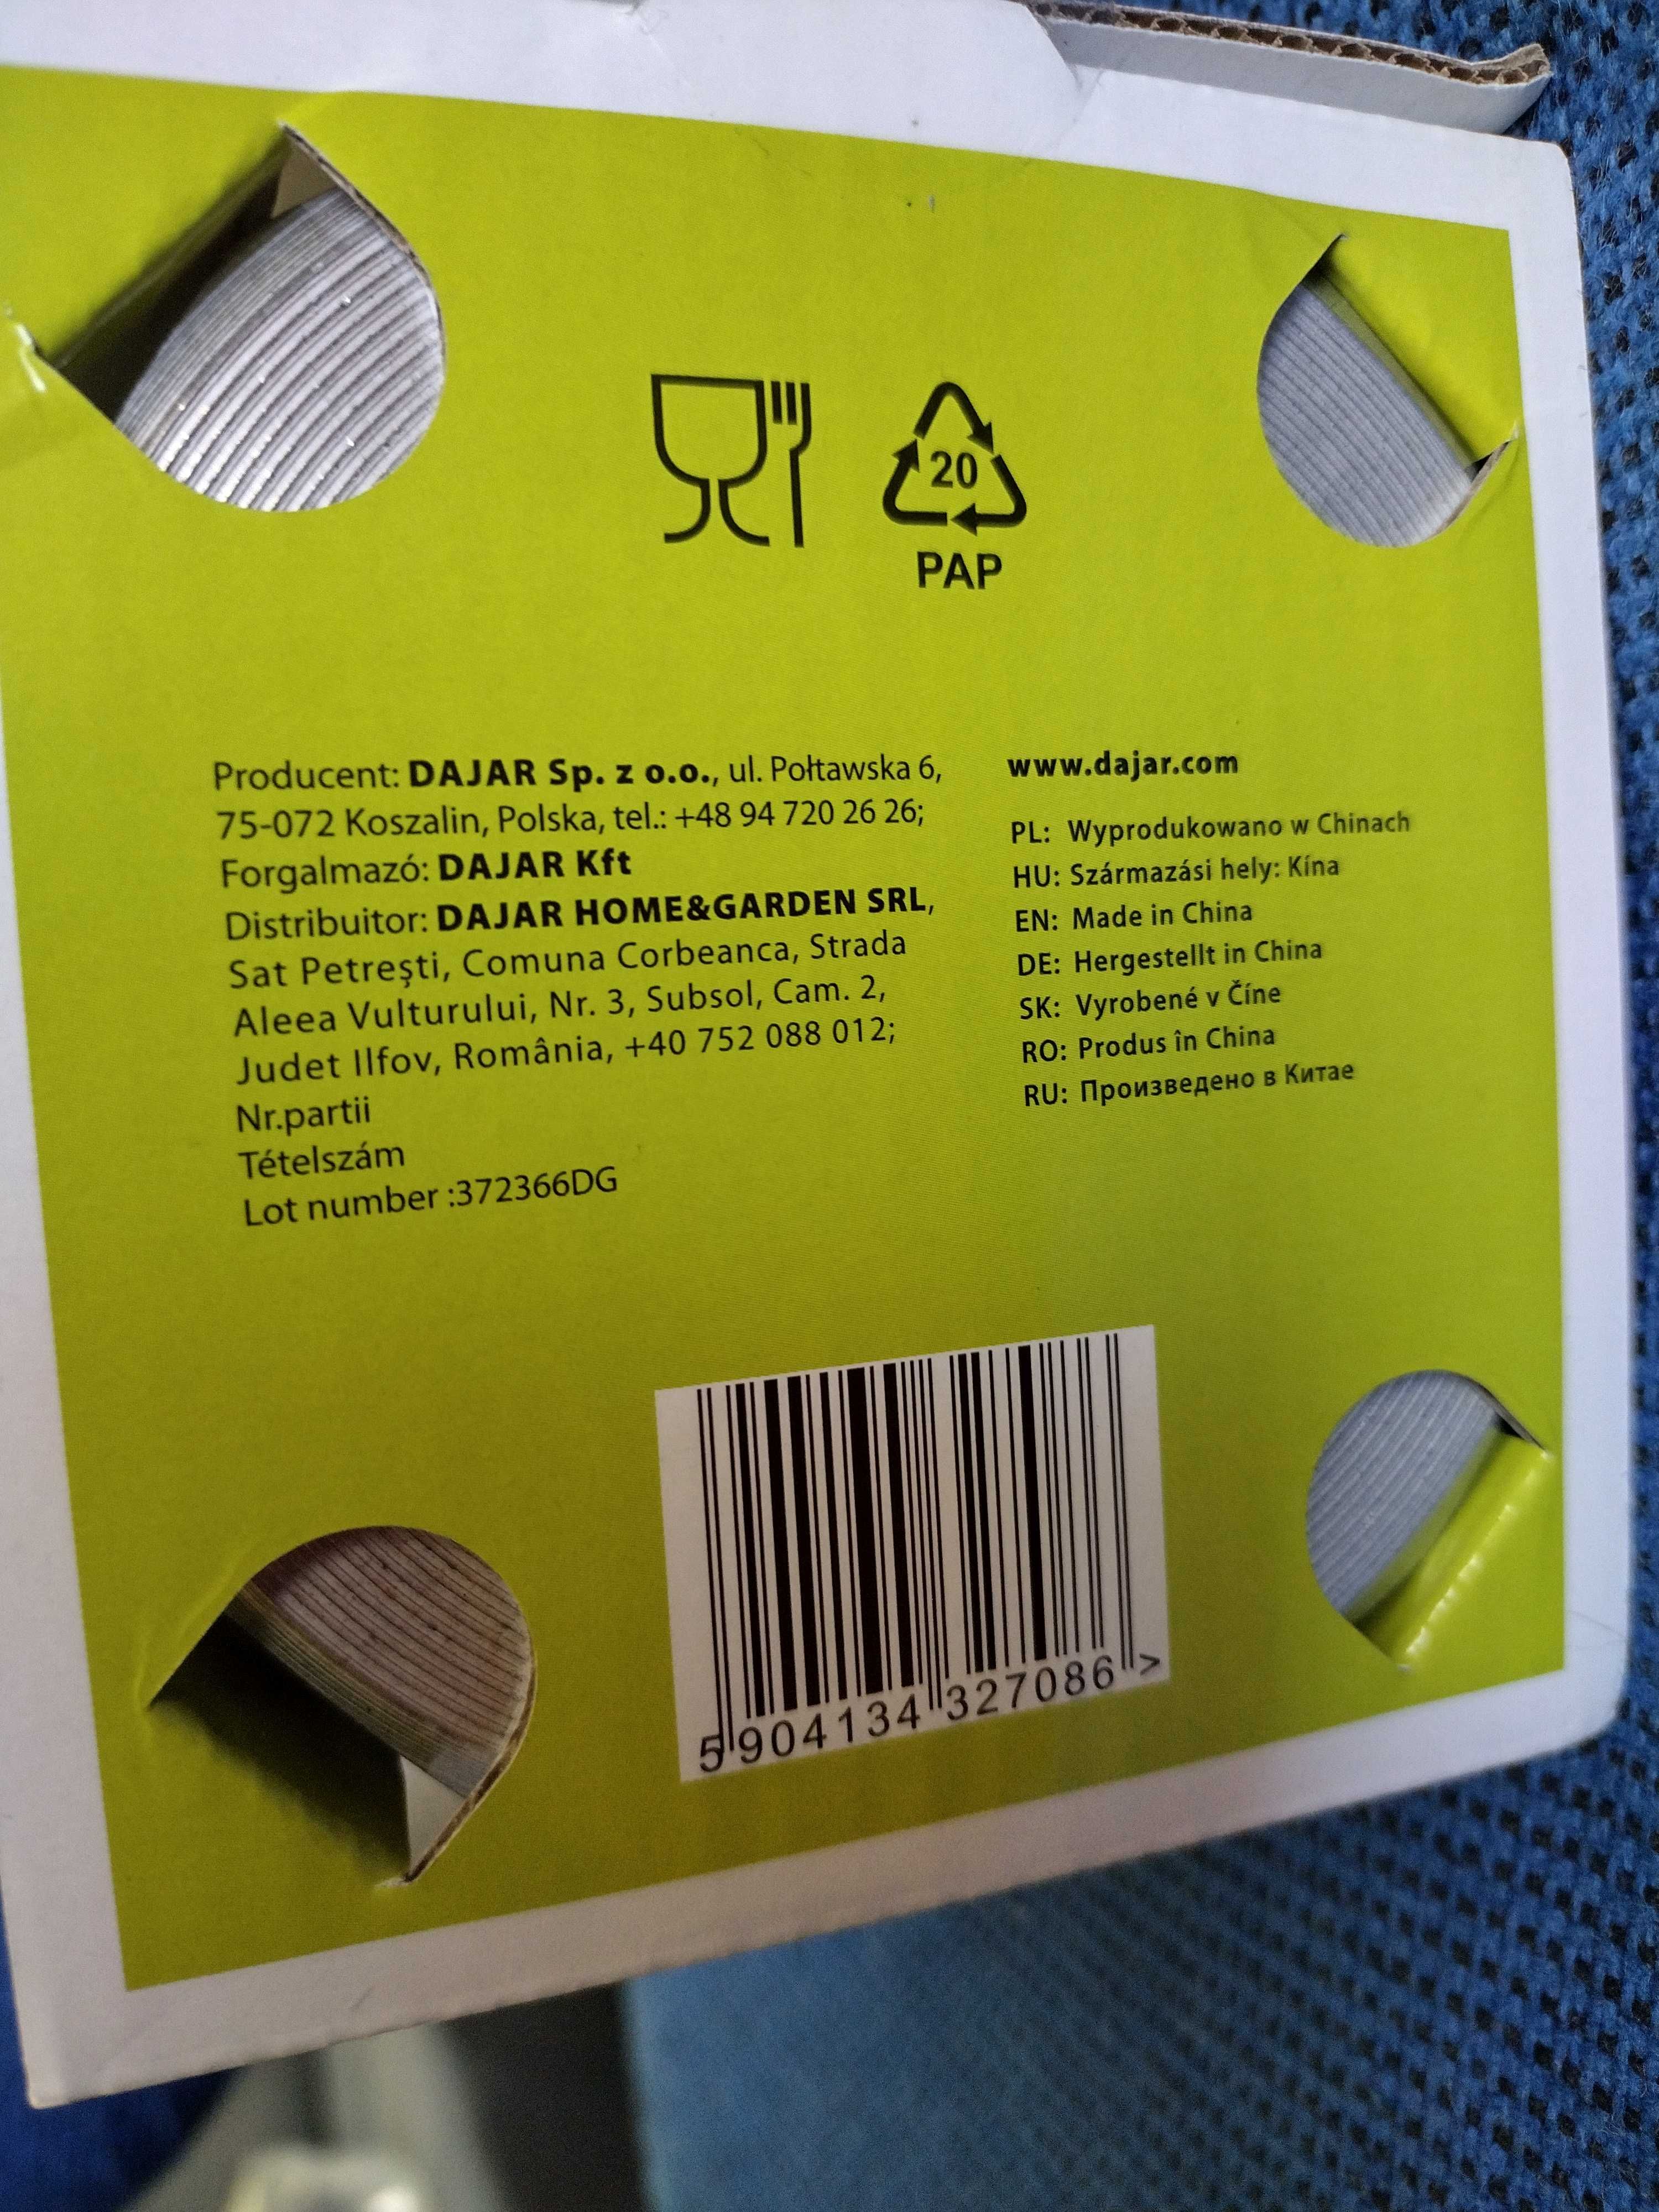 20
PAP
Producent: DAJAR Sp. z o.o., ul. Połtawska 6,
75-072 Koszalin, Polska, tel.: +48 94 720 26 26;
Forgalmazó: DAJAR Kft
Distribuitor: DAJAR HOME&GARDEN SRL,
Sat Petrești, Comuna Corbeanca, Strada
Aleea Vulturului, Nr. 3, Subsol, Cam. 2,
Judet Ilfov, România, +40 752 088 012;
Nr.partii
Tételszám
Lot number :372366DG
www.dajar.com
PL: Wyprodukowano w Chinach
HU: Származási hely: Kína
EN: Made in China
DE: Hergestellt in China
SK: Vyrobené v Číne
RO: Produs în China
RU: Произведено в Китае
5 904134 327086 >